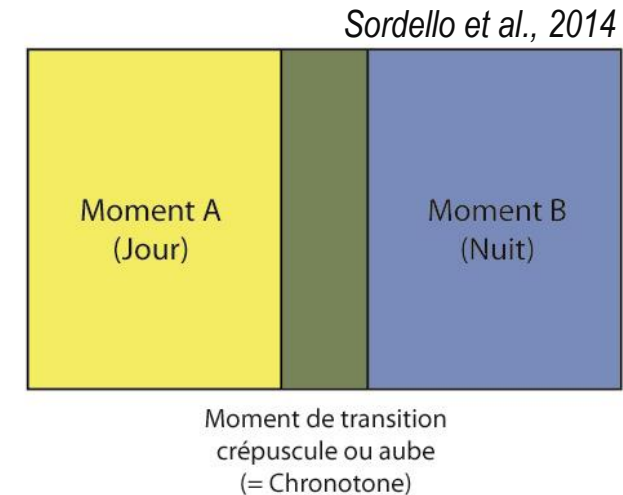 Sordello et al., 2014
Moment A
(Jour)
Moment B
(Nuit)
Moment de transition
crépuscule ou aube
(= Chronotone)